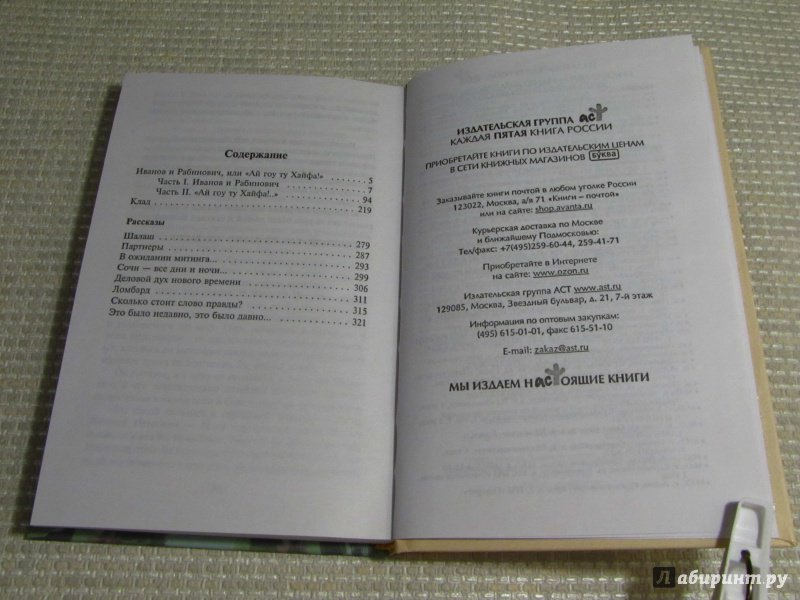 Содержание
Иванов и Рабинович, или «Ай гоу ту Хайфа!» . . . . . . 5
Часть I. Иванов и Рабинович . . . . . . . . . . . . 7
Часть II. «Ай гоу ту Хайфа!..» . . . . . . . . . . . . 94
Клад . . . . . . . . . . . . . . . . . . . . . . . . 219
Рассказы
Шалаш . . . . . . . . . . . . . . . . . . . . . . . 279
Партнеры . . . . . . . . . . . . . . . . . . . . . . 287
В ожидании митинга... . . . . . . . . . . . . . . . . 293
Сочи — все дни и ночи... . . . . . . . . . . . . . . . 299
Деловой дух нового времени . . . . . . . . . . . . . 306
Ломбард . . . . . . . . . . . . . . . . . . . . . . 311
Сколько стоит слово правды? . . . . . . . . . . . . . 315
Это было недавно, это было давно... . . . . . . . . . 321
ИЗДАТЕЛЬСКАЯ ГРУППА аст
КАЖДАЯ ПЯТАЯ КНИГА РОССИИ
ПРИОБРЕТАЙТЕ КНИГИ ПО ИЗДАТЕЛЬСКИМ ЦЕНАМ
В СЕТИ КНИЖНЫХ МАГАЗИНОВ буква
Заказывайте книги почтой в любом уголке России
123022, Москва, а/я 71 «Книги – почтой»
или на сайте: shop.avanta.ru
Курьерская доставка по Москве
и ближайшему Подмосковью:
Тел/факс: +7(495)259-60-44, 259-41-71
Приобретайте в Интернете
на сайте: www.ozon.ru
Издательская группа АСТ www.ast.ru
129085, Москва, Звездный бульвар, д. 21, 7-й этаж
Информация по оптовым закупкам:
(495) 615-01-01, факс 615-51-10
E-mail: zakaz@ast.ru
МЫ ИЗДАЕМ НастОЯЩИЕ КНИГИ
Лабиринт.ру